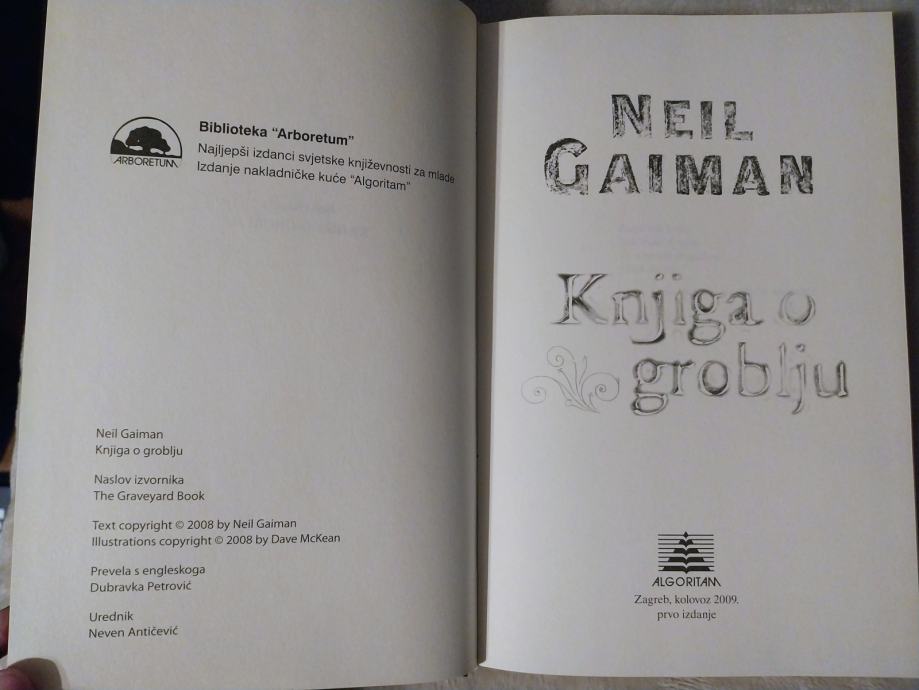 ARBORETUM
Biblioteka “Arboretum”
Najljepši izdanci svjetske književnosti za mlade
Izdanje nakladničke kuće “Algoritam”
Neil Gaiman
Knjiga o groblju
Naslov izvornika
The Graveyard Book
Text copyright © 2008 by Neil Gaiman
Illustrations copyright © 2008 by Dave McKean
Prevela s engleskoga
Dubravka Petrović
Urednik
Neven Antičević
NEIL
GAIMAN
Knjiga o
groblju
ALGORITAM
Zagreb, kolovoz 2009.
prvo izdanje